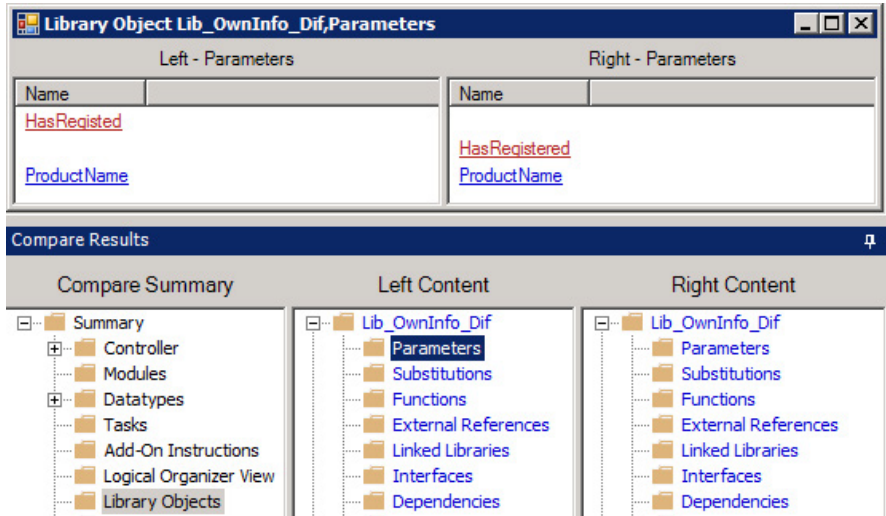 Library Object Lib_OwnInfo_Dif,Parameters
Left - Parameters
Right - Parameters
Name
Name
HasRegisted
HasRegistered
ProductName
ProductName
Compare Results
Compare Summary
Left Content
Right Content
Summary
Controller
Modules
Datatypes
Tasks
Add-On Instructions
Logical Organizer View
Library Objects
Lib_OwnInfo_Dif
Parameters
Substitutions
Functions
External References
Linked Libraries
Interfaces
Dependencies
Lib_OwnInfo_Dif
Parameters
Substitutions
Functions
External References
Linked Libraries
Interfaces
Dependencies